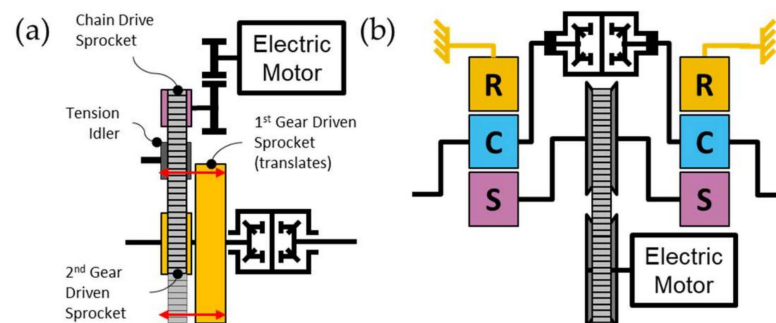 (a)
Chain Drive
Sprocket
Electric
Motor
Tension
Idler
1st Gear Driven
Sprocket
(translates)
2nd Gear
Driven
Sprocket
(b)
R
C
S
R
C
S
Electric
Motor